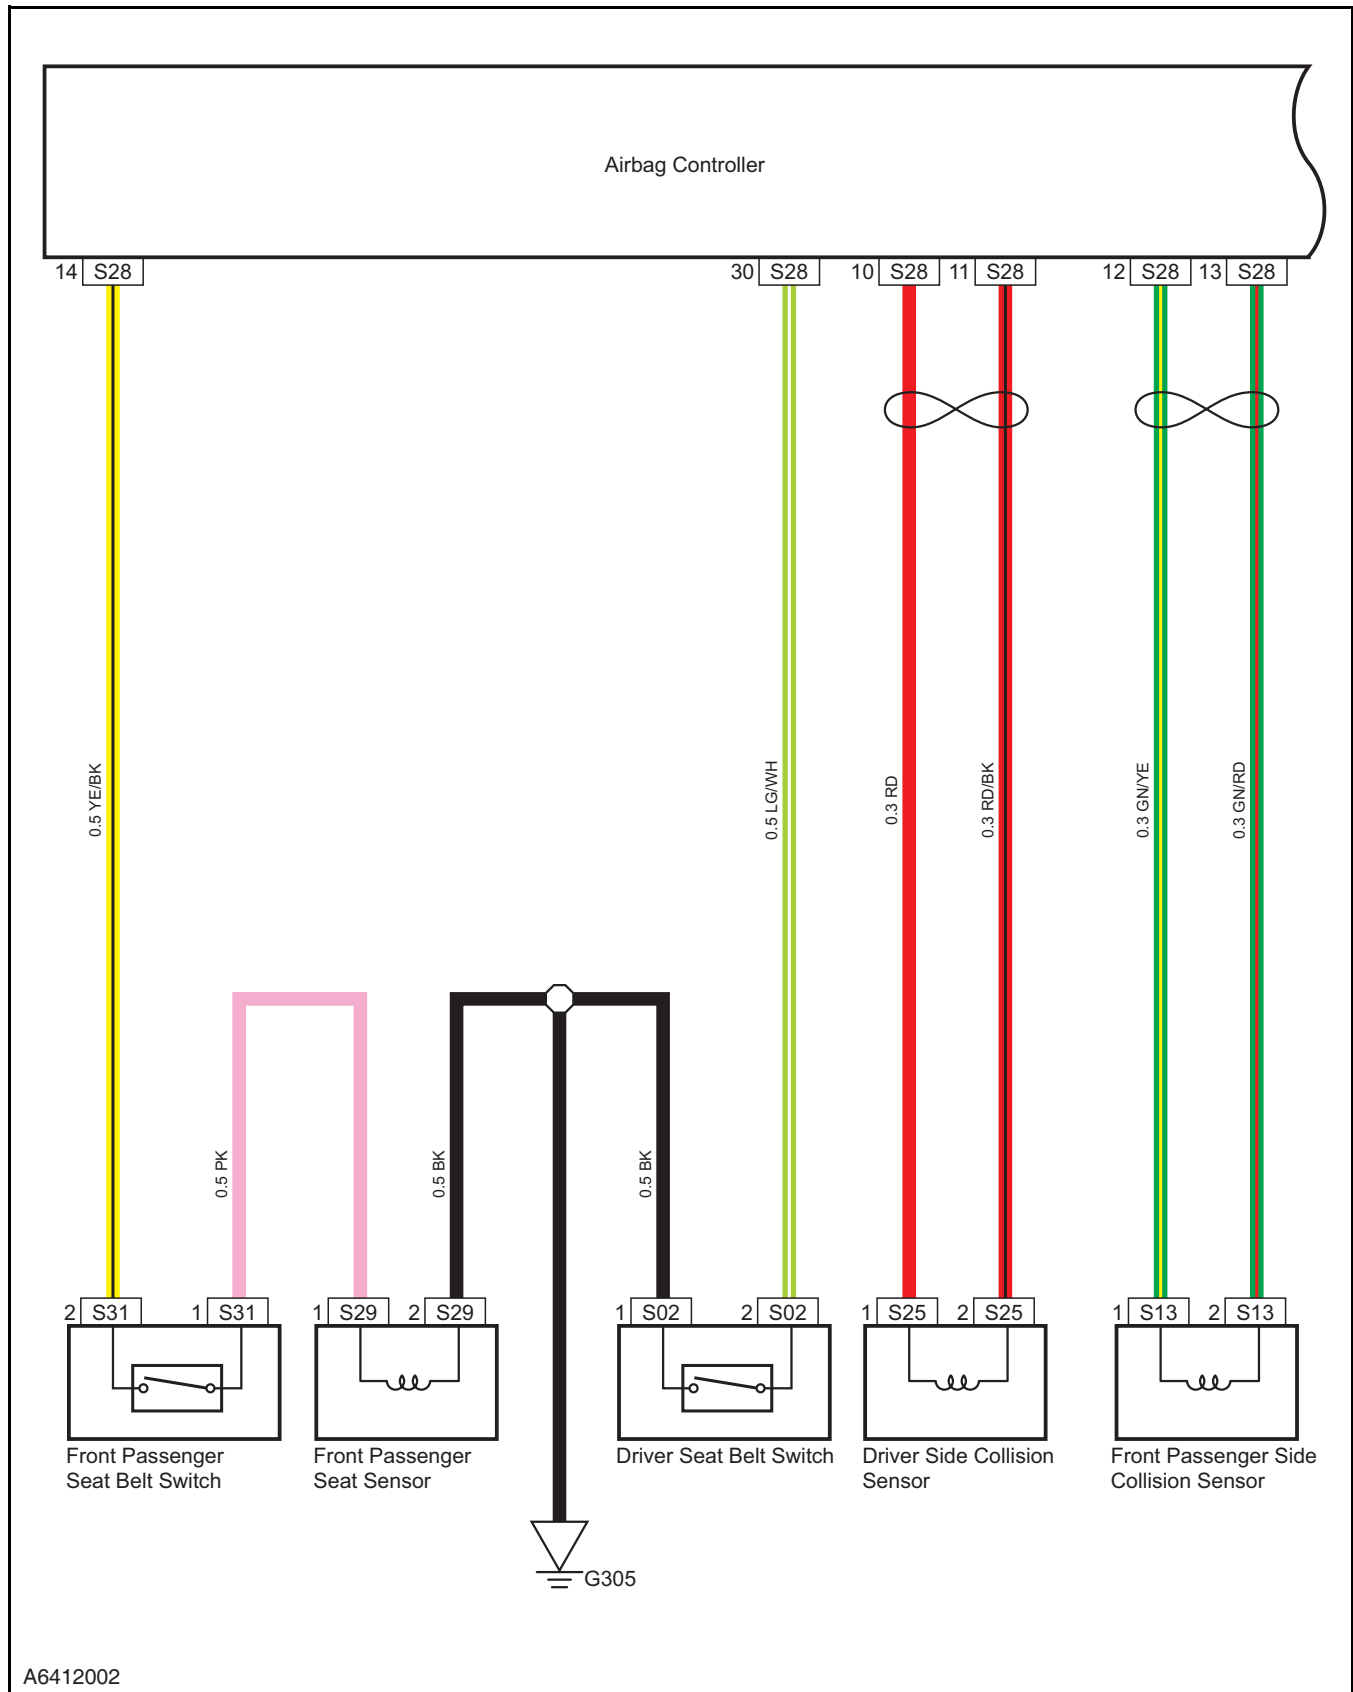 Airbag Controller
14 S28
30 S28
10 S28
11 S28
12 S28
13 S28
0.5 YE/BK
0.5 LG/WH
0.3 RD
0.3 RD/BK
0.3 GN/YE
0.3 GN/RD
0.5 PK
0.5 BK
0.5 BK
2 S31
1 S31
1 S29
2 S29
1 S02
2 S02
1 S25
2 S25
1 S13
2 S13
Front Passenger
Seat Belt Switch
Front Passenger
Seat Sensor
Driver Seat Belt Switch
Driver Side Collision
Sensor
Front Passenger Side
Collision Sensor
G305
A6412002